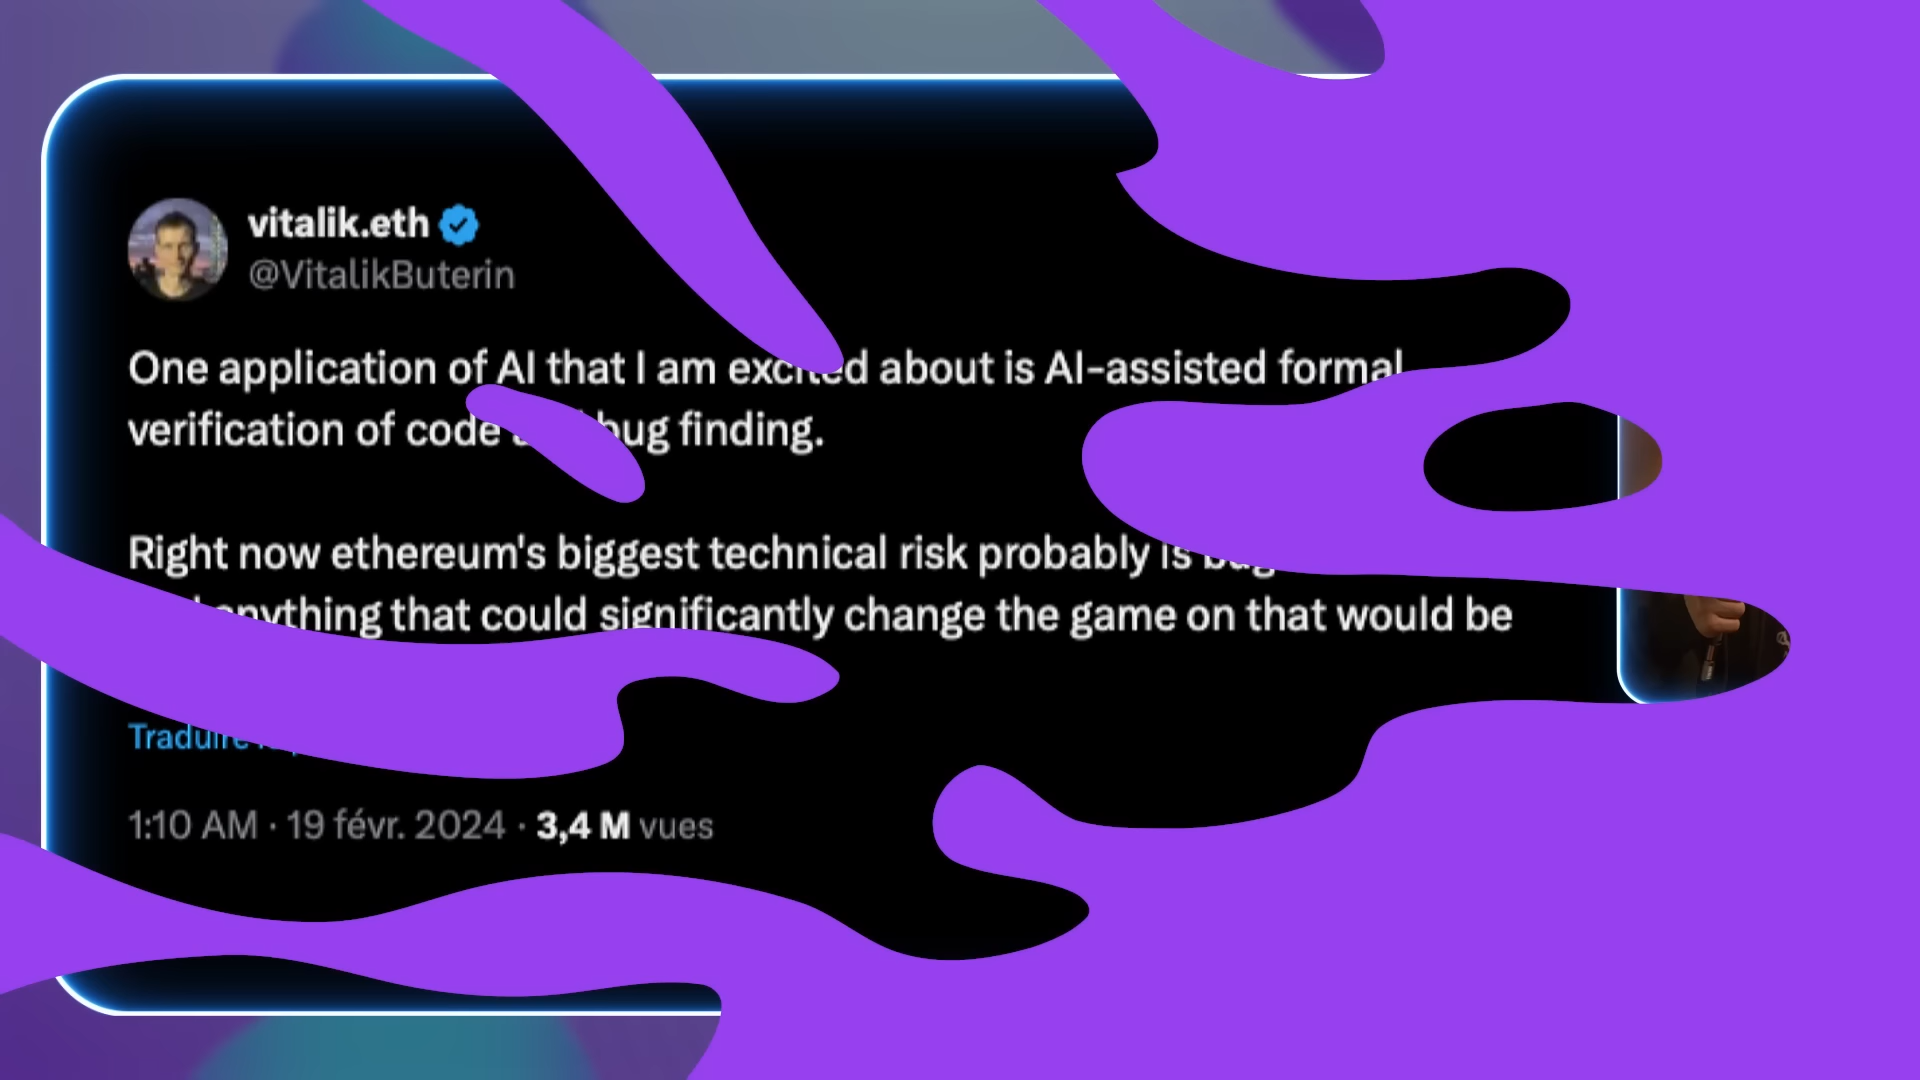 vitalik.eth
@VitalikButerin
One application of AI that I am excited about is AI-assisted formal
verification of code bug finding.
Right now ethereum's biggest technical risk probably is
anything that could significantly change the game on that would be
Traduire
1:10 AM · 19 févr. 2024 · 3,4 M vues